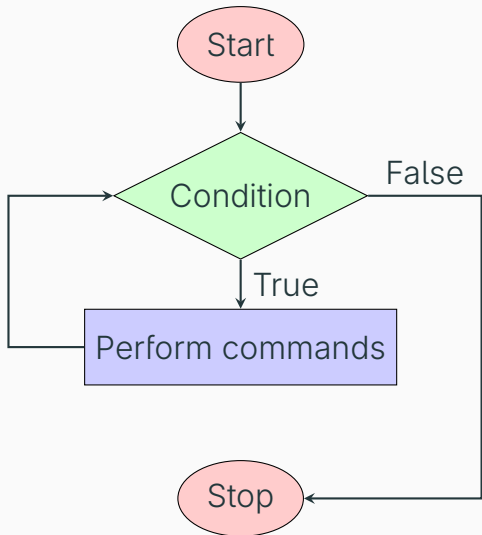 Start
Condition
False
True
Perform commands
Stop